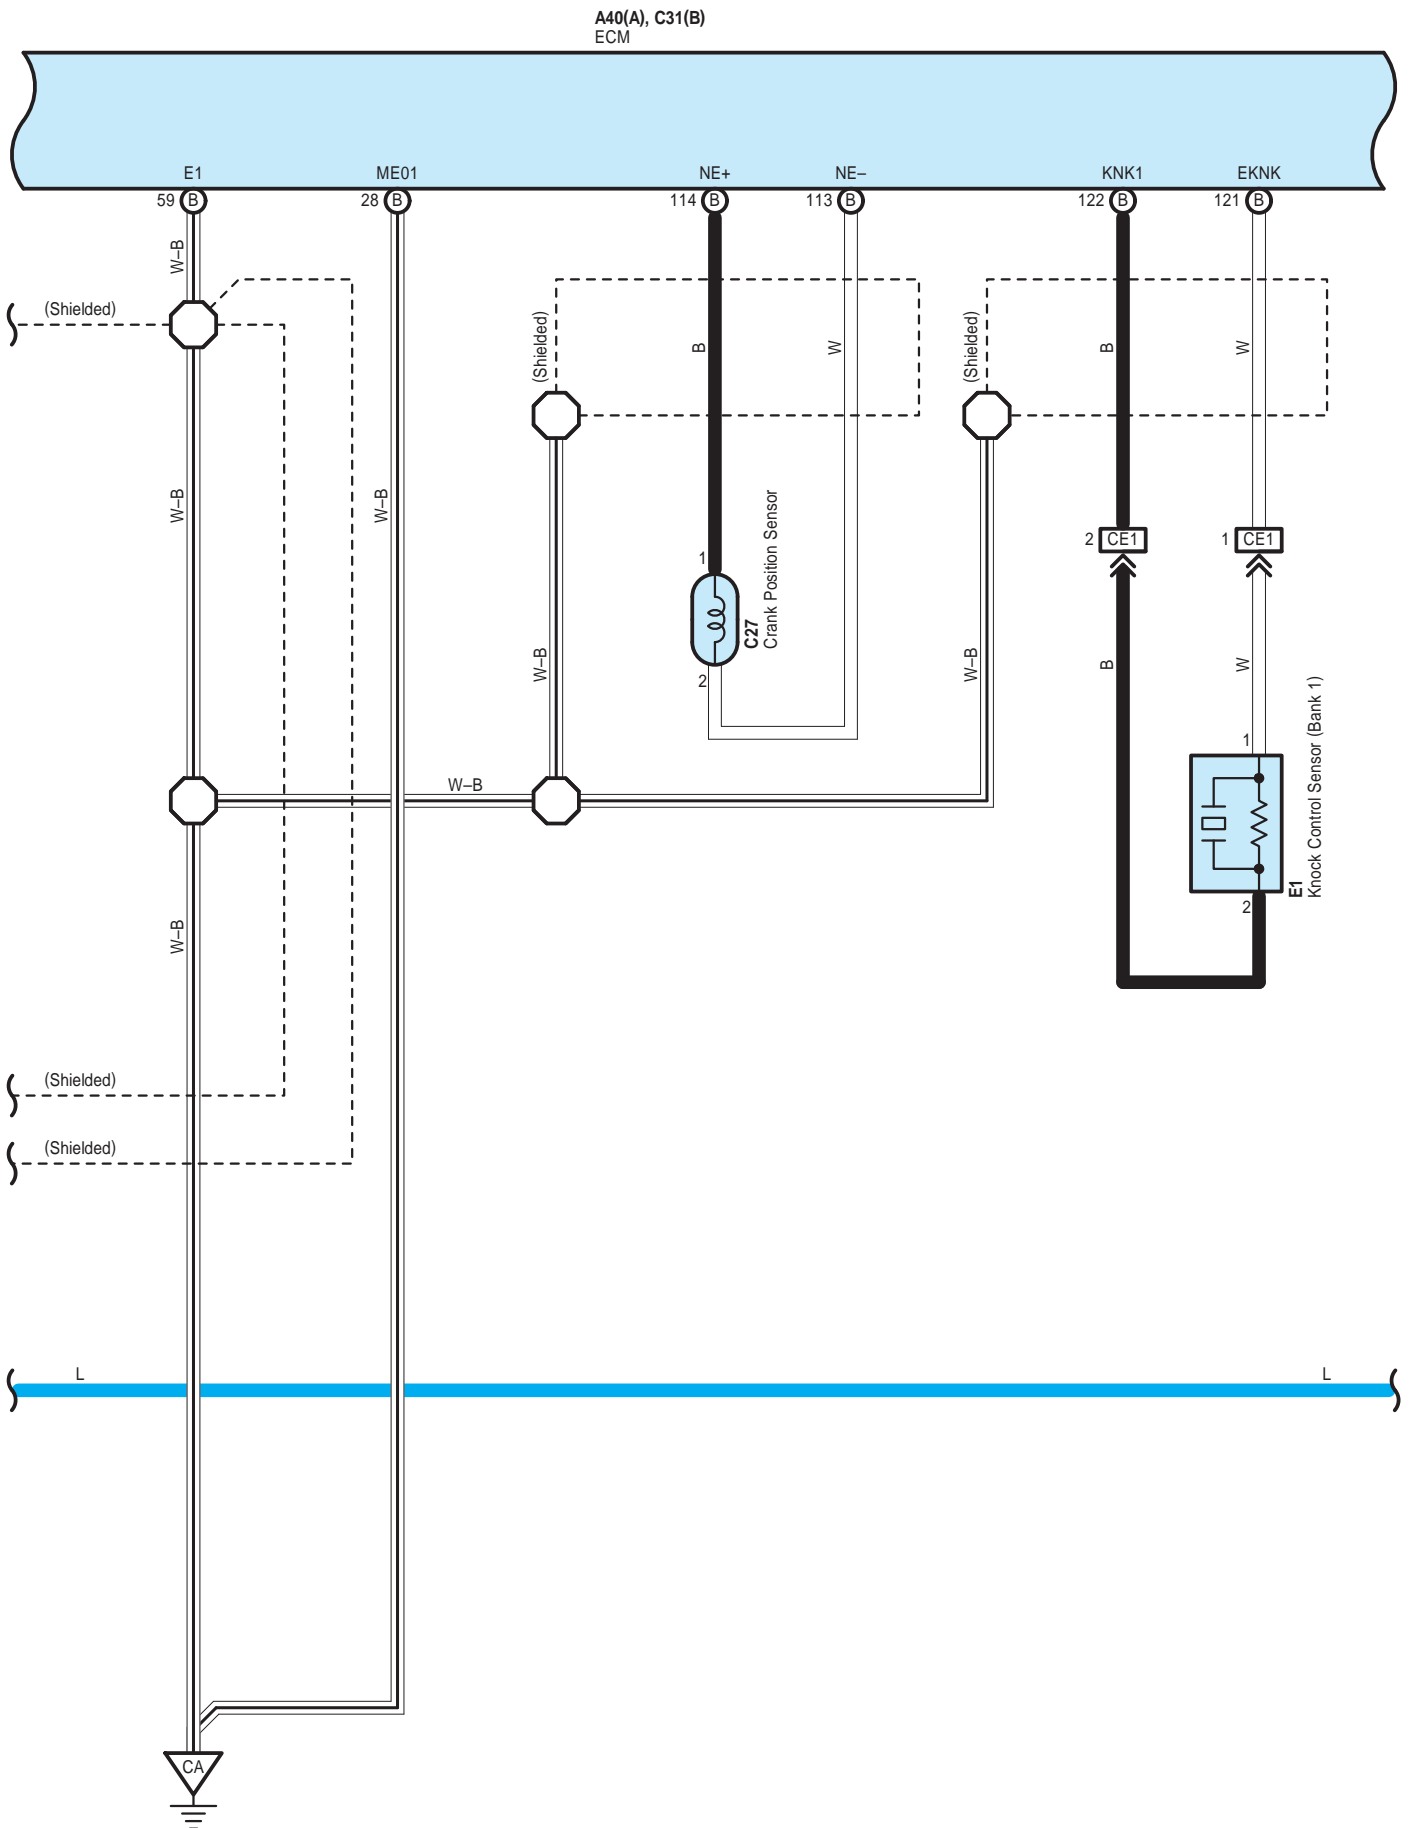 A40(A), C31(B)
ECM
E1
ME01
NE+
NE–
KNK1
EKNK
59 B
28 B
114 B
113 B
122 B
121 B
W–B
(Shielded)
(Shielded)
(Shielded)
B
W
B
W
W–B
W–B
2 CE1
1 CE1
1
C27
Crank Position Sensor
2
W–B
W–B
B
W
1
E1
Knock Control Sensor (Bank 1)
2
W–B
W–B
(Shielded)
(Shielded)
L
L
CA